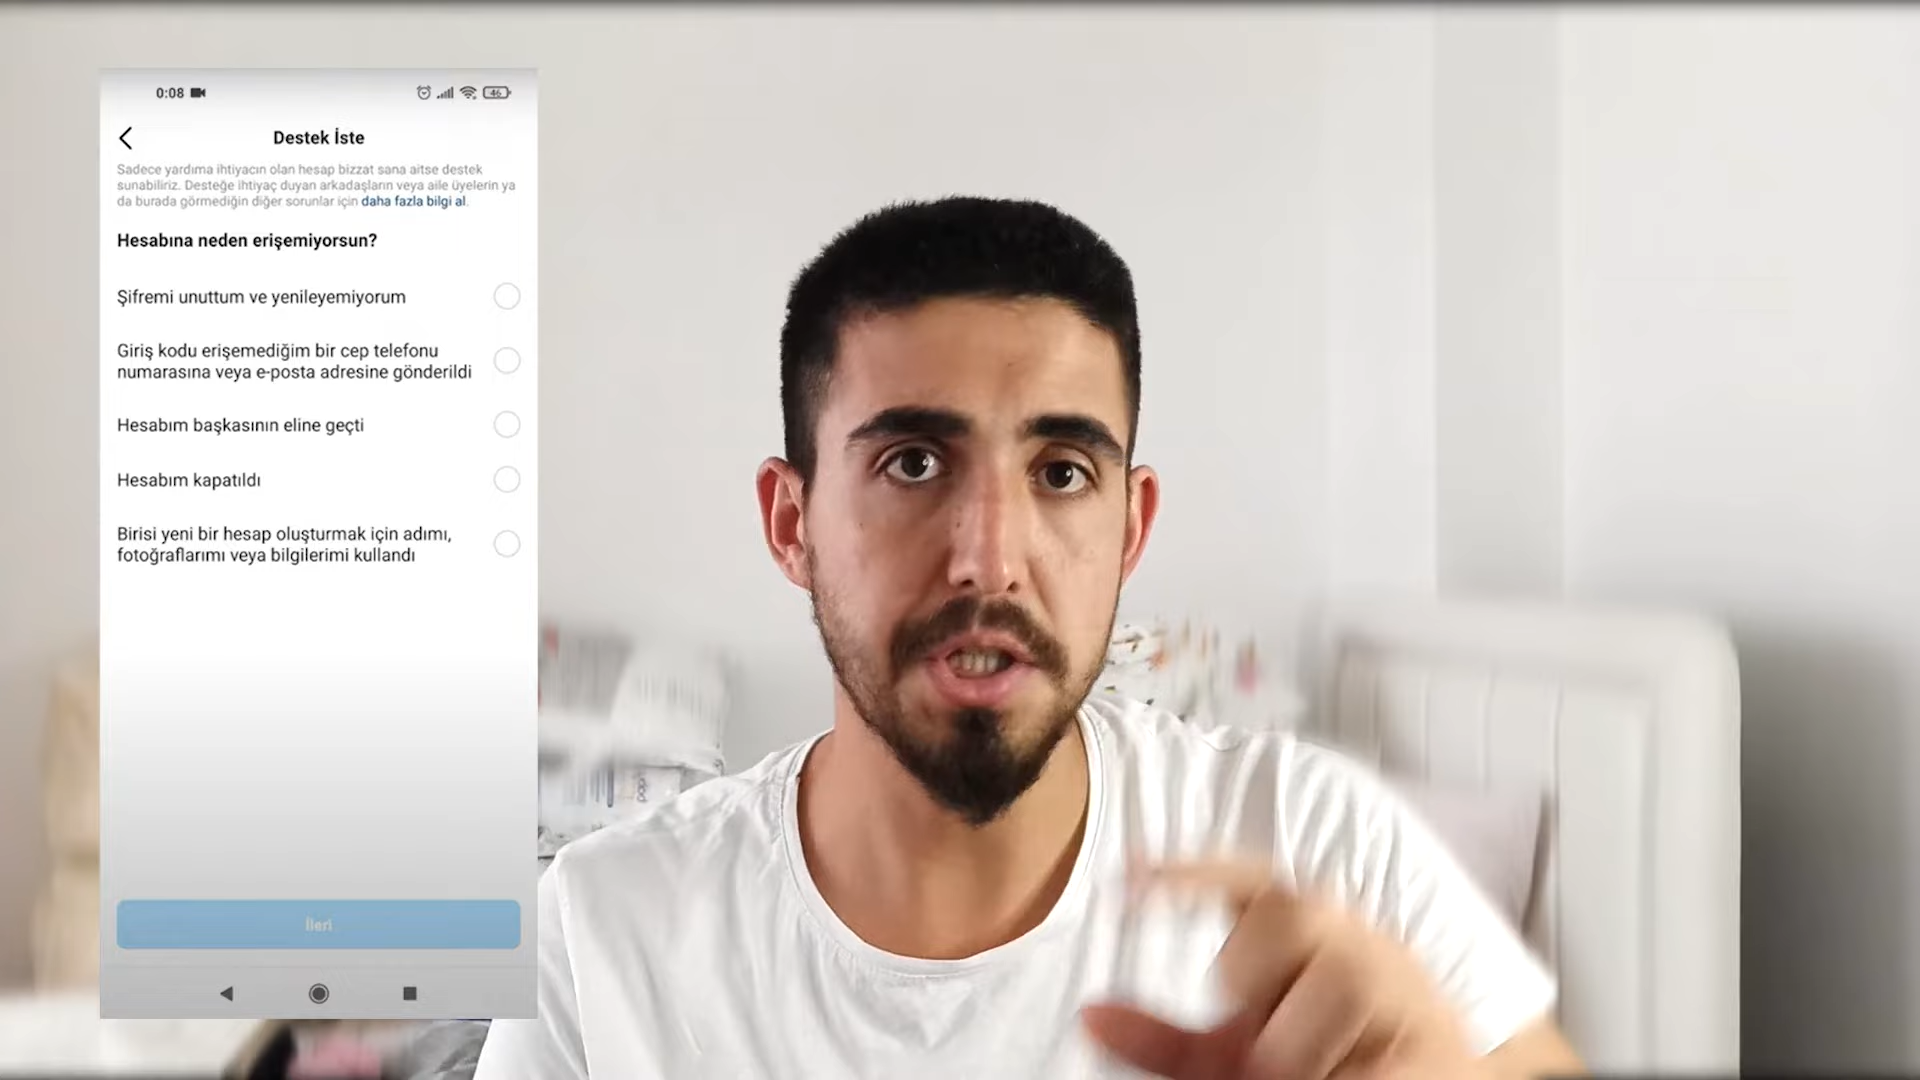 0:08
46
Destek İste
Sadece yardıma ihtiyacın olan hesap bizzat sana aitse destek
sunabiliriz. Desteğe ihtiyaç duyan arkadaşların veya aile üyelerin ya
da burada görmediğin diğer sorunlar için daha fazla bilgi al.
Hesabına neden erişemiyorsun?
Şifremi unuttum ve yenileyemiyorum
Giriş kodu erişemediğim bir cep telefonu
numarasına veya e-posta adresine gönderildi
Hesabım başkasının eline geçti
Hesabım kapatıldı
Birisi yeni bir hesap oluşturmak için adımı,
fotoğraflarımı veya bilgilerimi kullandı
İleri